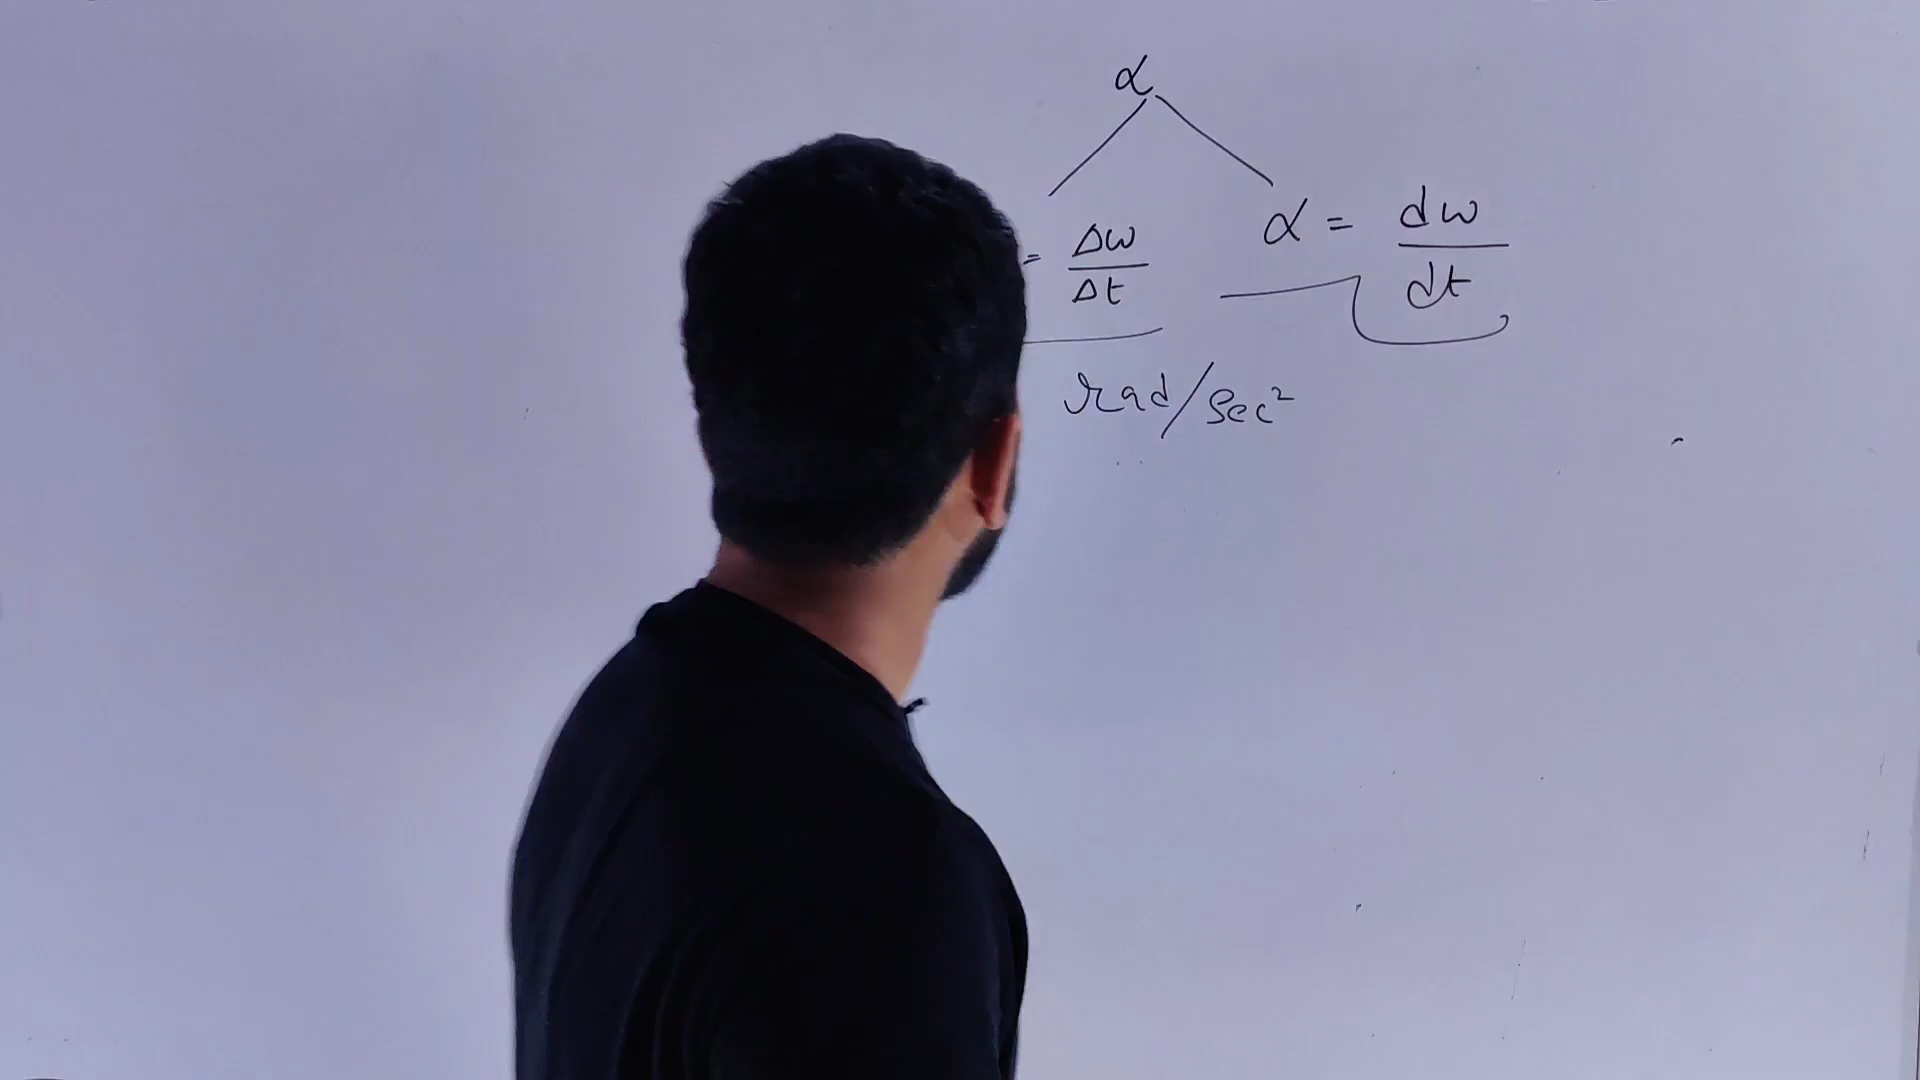 α
= Δω/Δt
α = dω/dt
rad/sec²